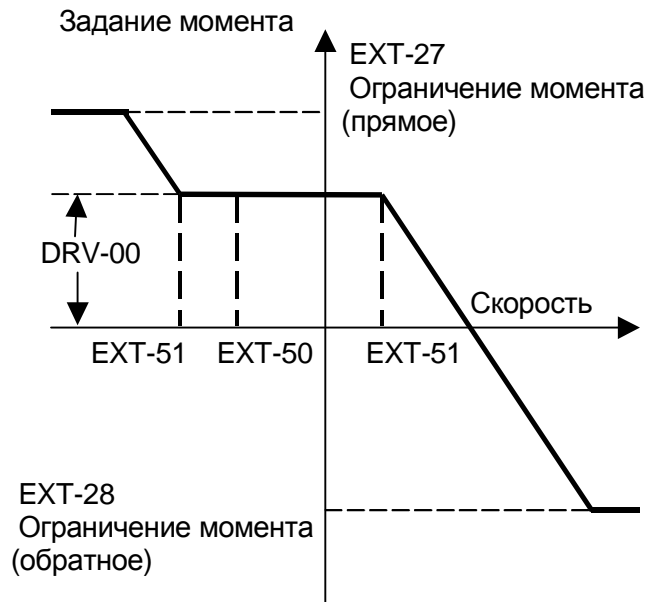 Задание момента
EXT-27
Ограничение момента
(прямое)
DRV-00
Скорость
EXT-51
EXT-50
EXT-51
EXT-28
Ограничение момента
(обратное)